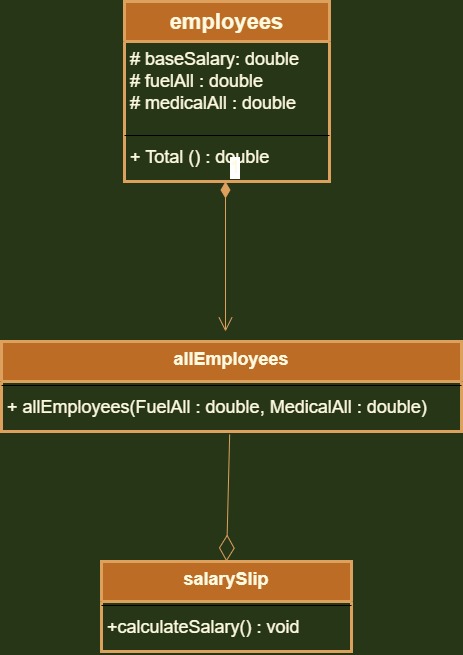 employees
# baseSalary: double
# fuelAll : double
# medicalAll : double
+ Total () : double
allEmployees
+ allEmployees(FuelAll : double, MedicalAll : double)
salarySlip
+calculateSalary() : void